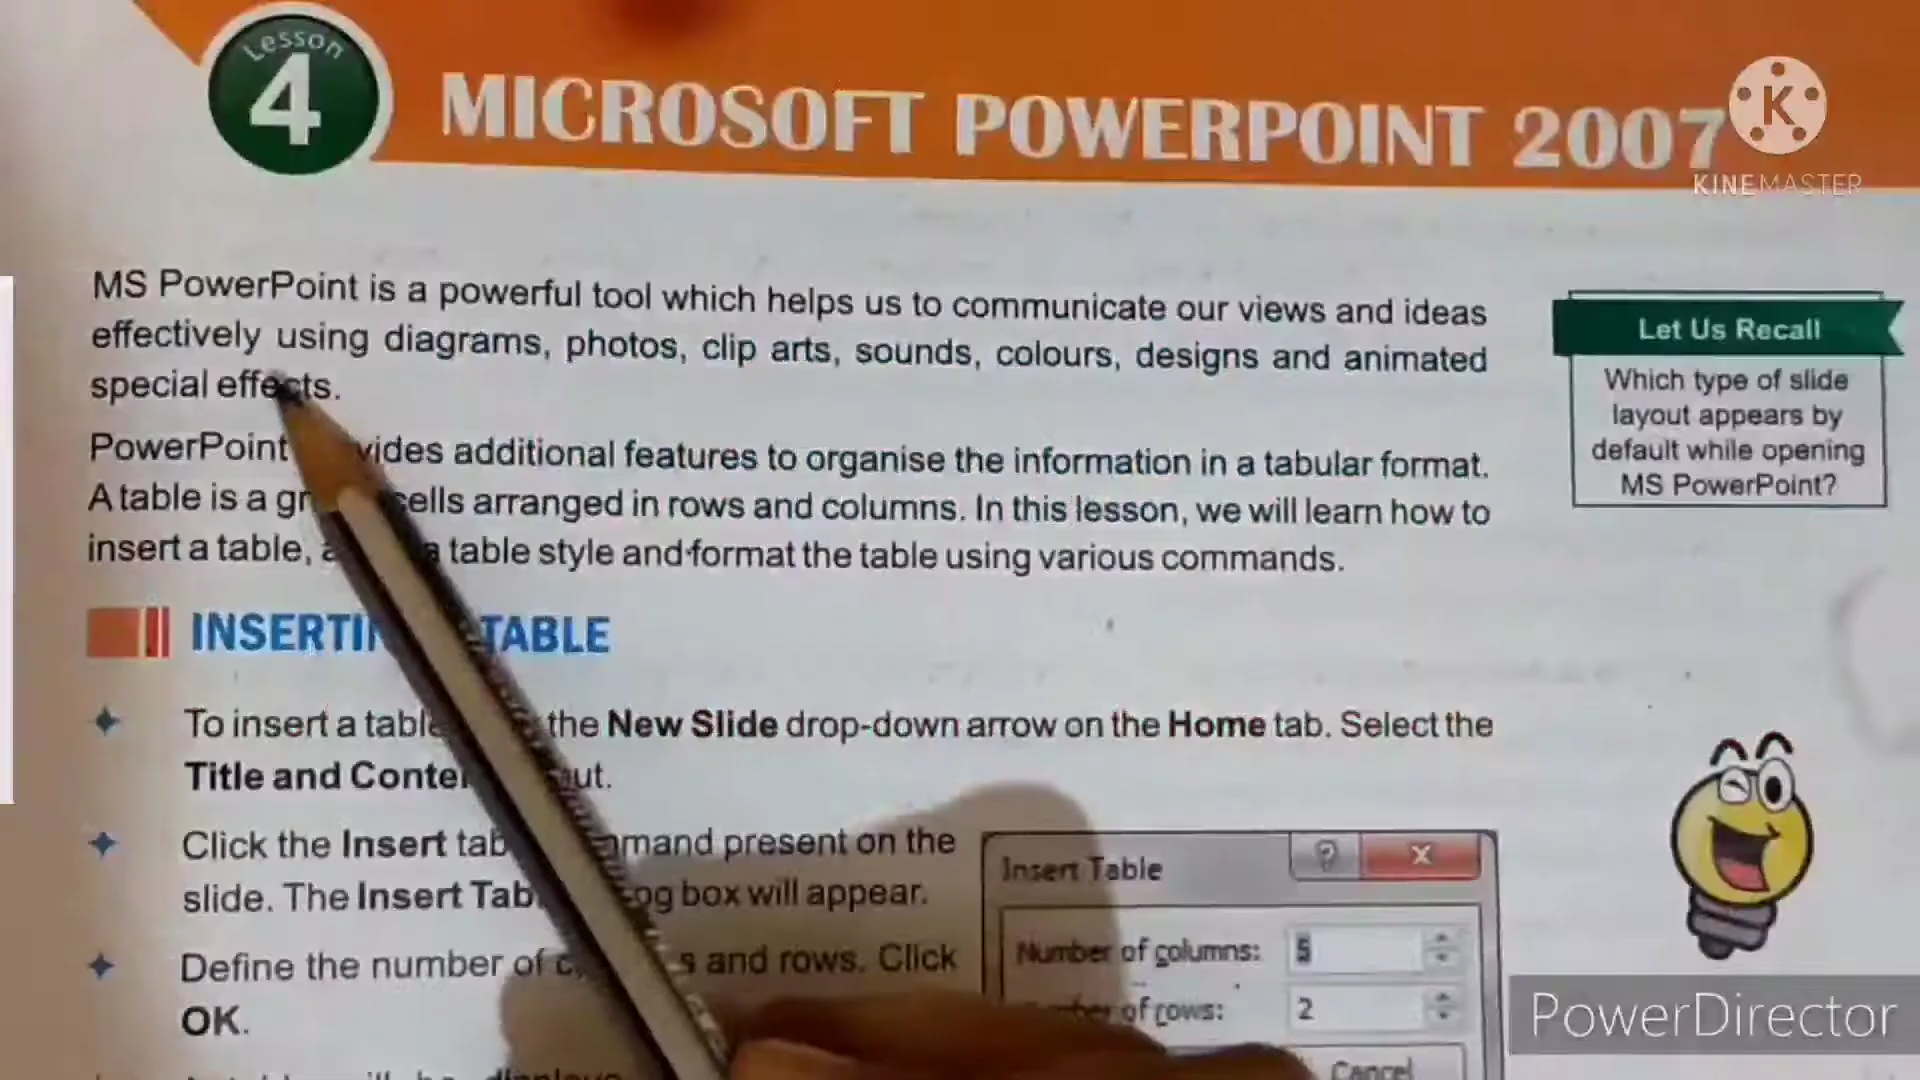 Lesson
4
MICROSOFT POWERPOINT 2007
K
KINEMASTER
MS PowerPoint is a powerful tool which helps us to communicate our views and ideas
effectively using diagrams, photos, clip arts, sounds, colours, designs and animated
special effects.
Let Us Recall
Which type of slide
layout appears by
default while opening
MS PowerPoint?
PowerPoint vides additional features to organise the information in a tabular format.
A table is a gr cells arranged in rows and columns. In this lesson, we will learn how to
insert a table, a table style and format the table using various commands.
INSERTIN TABLE
To insert a table the New Slide drop-down arrow on the Home tab. Select the
Title and Conte ut.
Click the Insert tab mmand present on the
slide. The Insert Tab og box will appear.
Define the number of c s and rows. Click
OK.
Insert Table
?
X
Number of columns: 5
of rows: 2
Cancel
PowerDirector